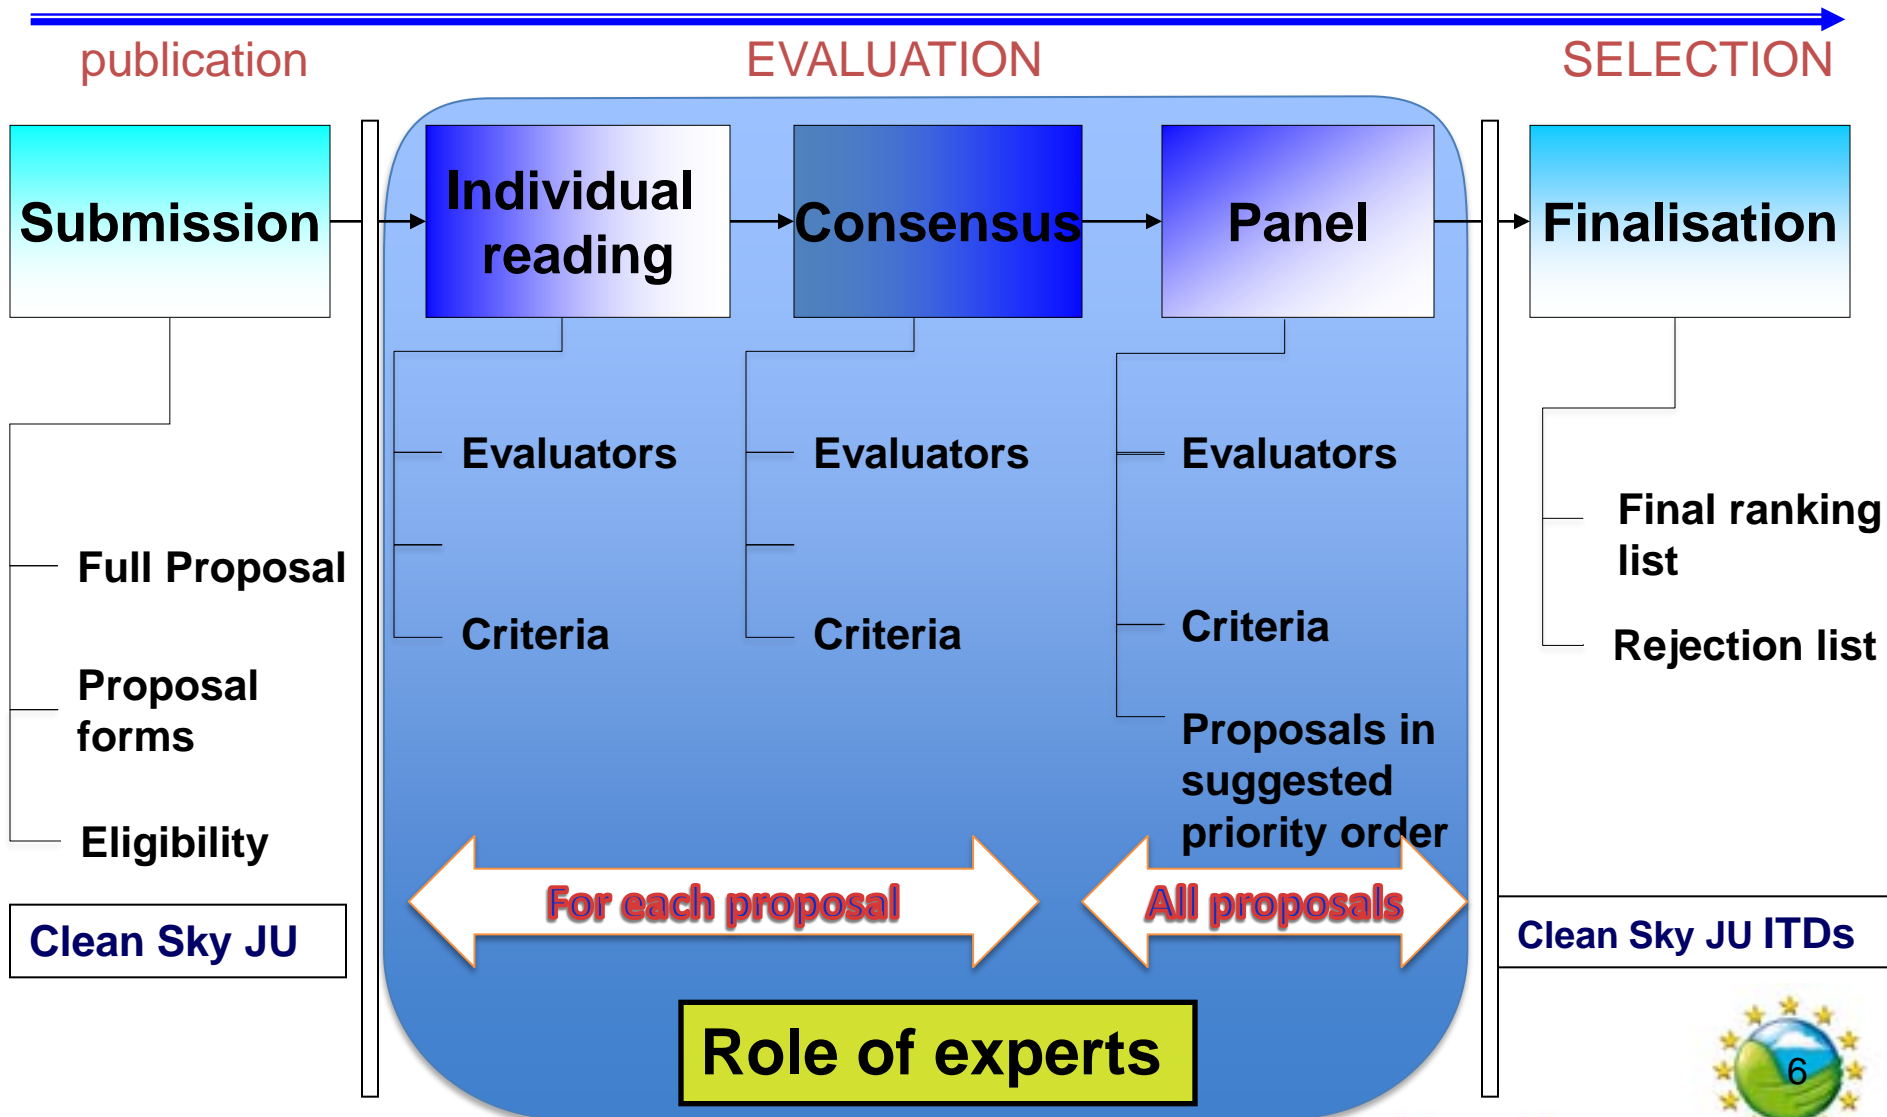 publication
EVALUATION
SELECTION
Submission
Individual
reading
Consensus
Panel
Finalisation
Full Proposal
Proposal
forms
Eligibility
Evaluators
Criteria
Evaluators
Criteria
Evaluators
Criteria
Proposals in
suggested
priority order
Final ranking
list
Rejection list
For each proposal
All proposals
Clean Sky JU
Clean Sky JU ITDs
Role of experts
6